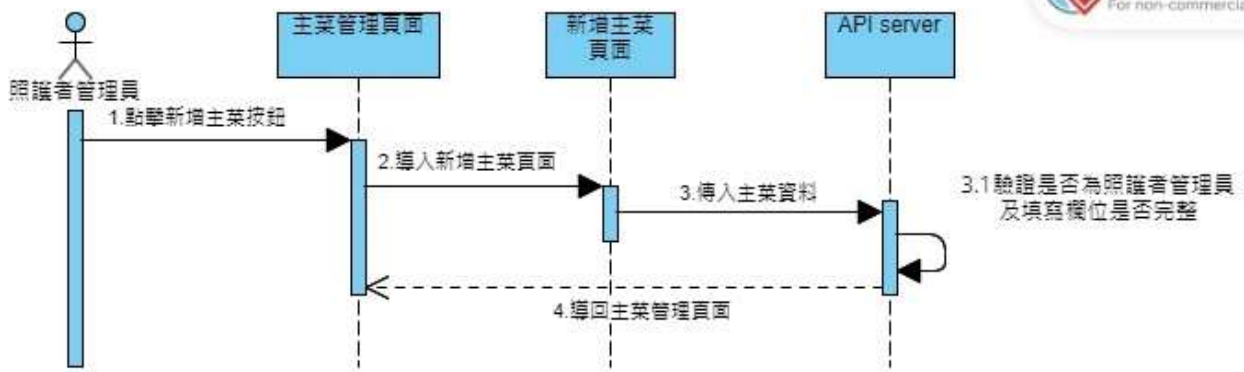 For non-commercia
主菜管理頁面
新增主菜
頁面
API server
照護者管理員
1.點擊新增主菜按鈕
2.導入新增主菜頁面
3.傳入主菜資料
3.1驗證是否為照護者管理員
及填寫欄位是否完整
4.導回主菜管理頁面